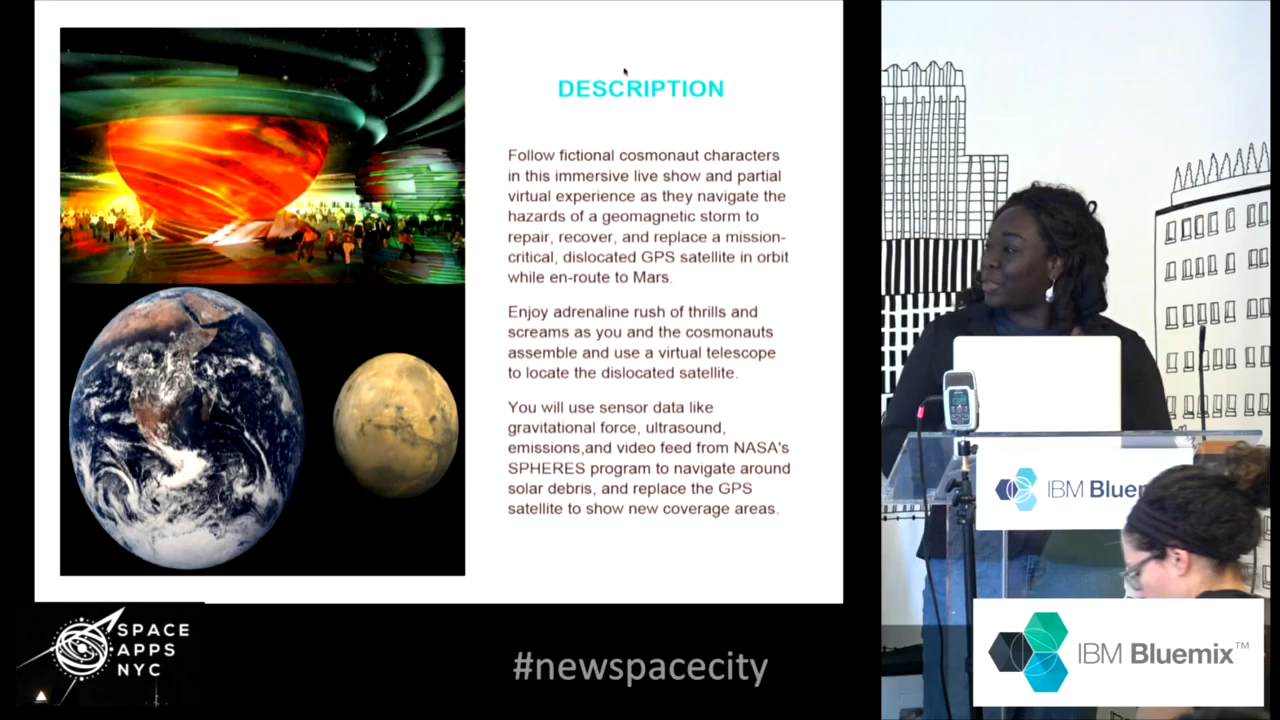 DESCRIPTION
Follow fictional cosmonaut characters
in this immersive live show and partial
virtual experience as they navigate the
hazards of a geomagnetic storm to
repair, recover, and replace a mission-
critical, dislocated GPS satellite in orbit
while en-route to Mars.
Enjoy adrenaline rush of thrills and
screams as you and the cosmonauts
assemble and use a virtual telescope
to locate the dislocated satellite.
You will use sensor data like
gravitational force, ultrasound,
emissions,and video feed from NASA's
SPHERES program to navigate around
solar debris, and replace the GPS
satellite to show new coverage areas.
IBM Bluem
SPACE
APPS
NYC
#newspacecity
IBM Bluemix™